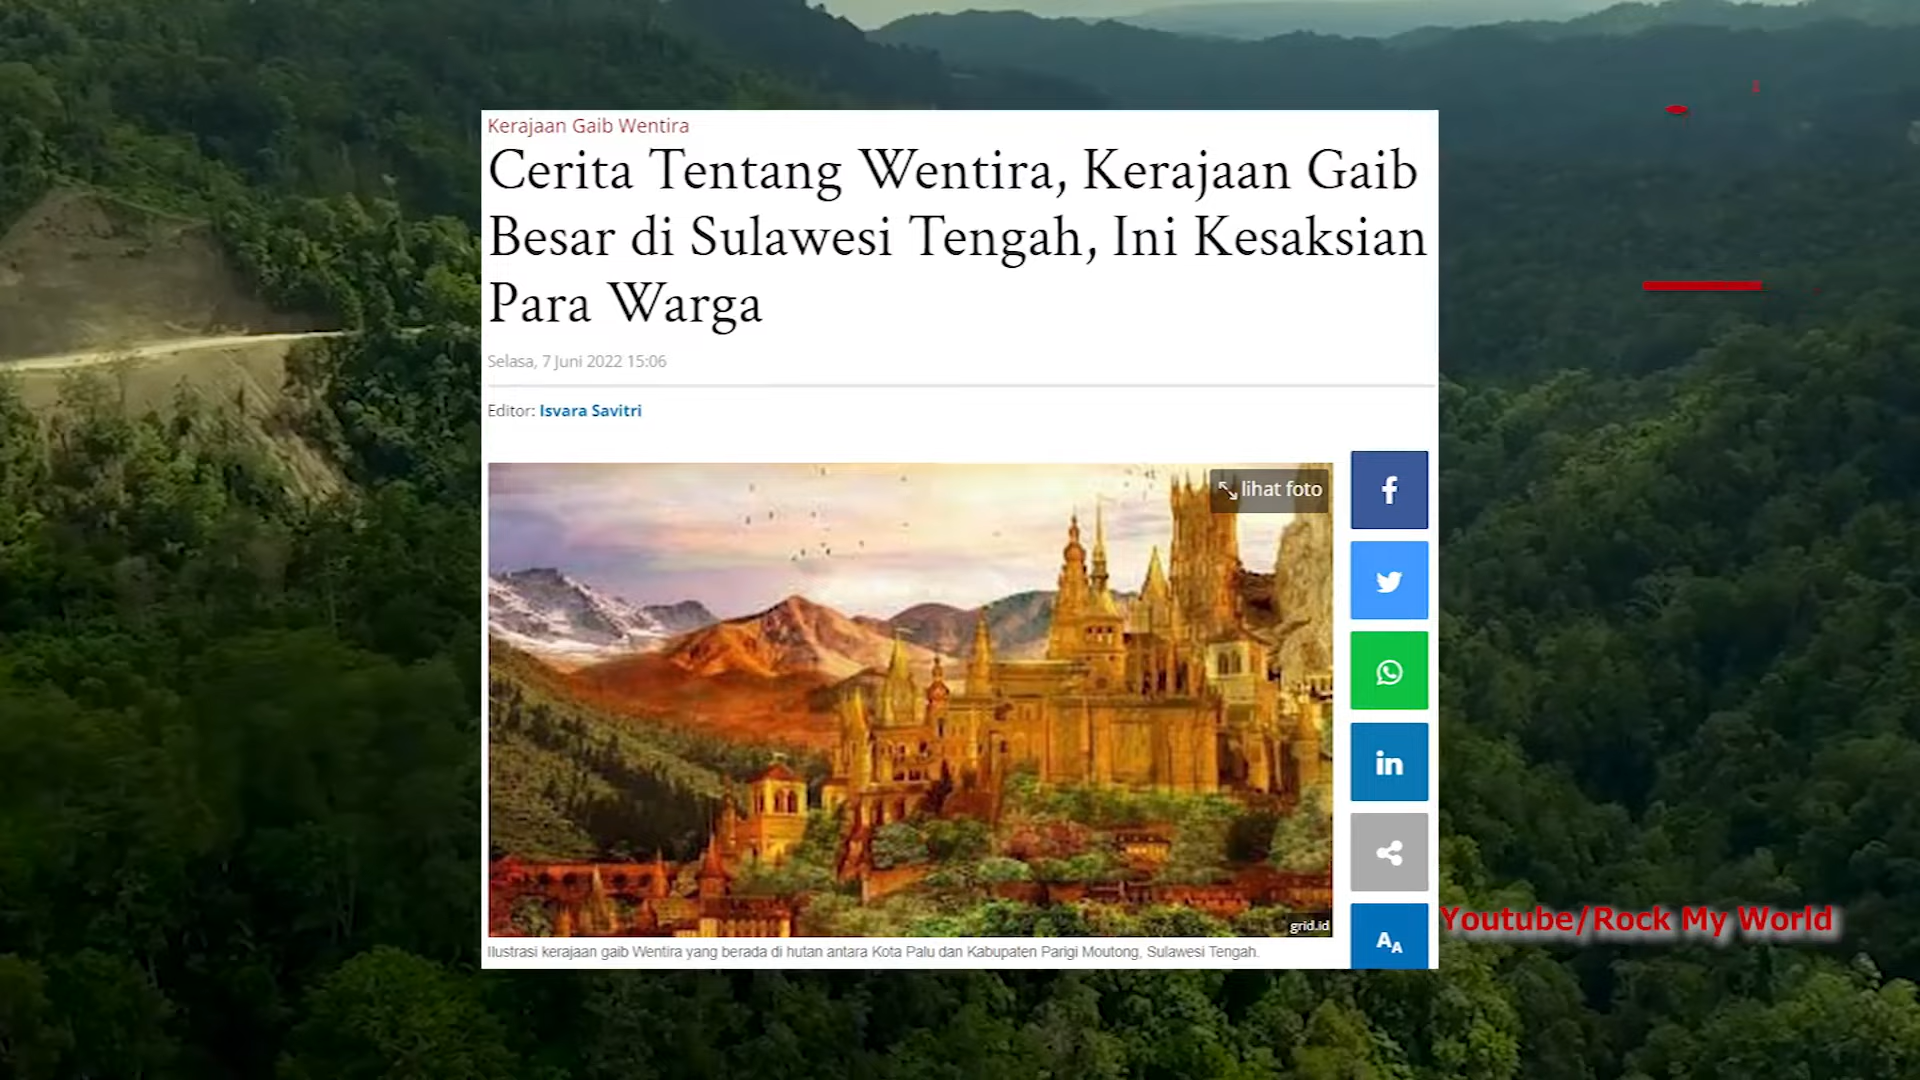 Kerajaan Gaib Wentira
Cerita Tentang Wentira, Kerajaan Gaib
Besar di Sulawesi Tengah, Ini Kesaksian
Para Warga
Selasa, 7 Juni 2022 15:06
Editor: Isvara Savitri
lihat foto
f
in
grid.id
AA
Youtube/Rock My World
Ilustrasi kerajaan gaib Wentira yang berada di hutan antara Kota Palu dan Kabupaten Parigi Moutong, Sulawesi Tengah.